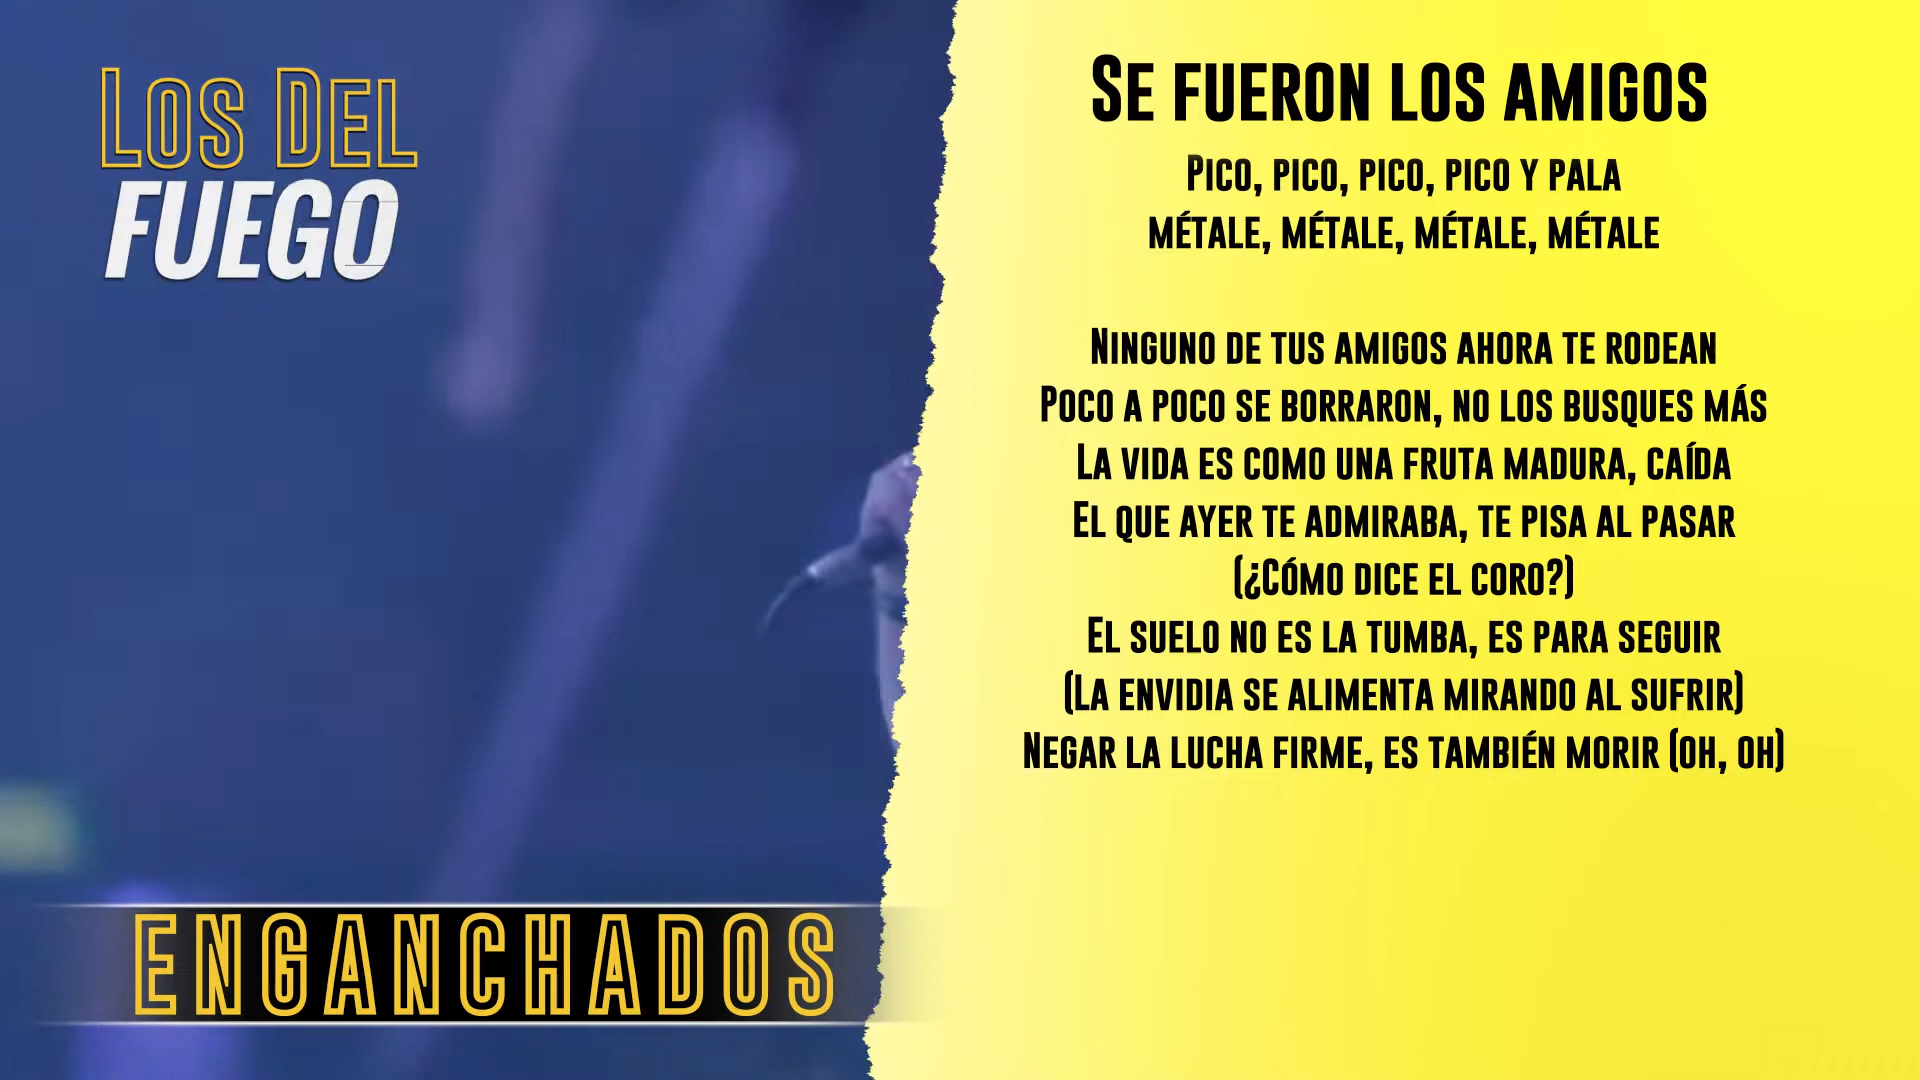 Los Del
FUEGO
ENGANCHADOS
Se fueron los amigos
Pico, pico, pico, pico y pala
métale, métale, métale, métale
Ninguno de tus amigos ahora te rodean
Poco a poco se borraron, no los busques más
La vida es como una fruta madura, caída
El que ayer te admiraba, te pisa al pasar
(¿Cómo dice el coro?)
El suelo no es la tumba, es para seguir
(La envidia se alimenta mirando al sufrir)
Negar la lucha firme, es también morir (oh, oh)